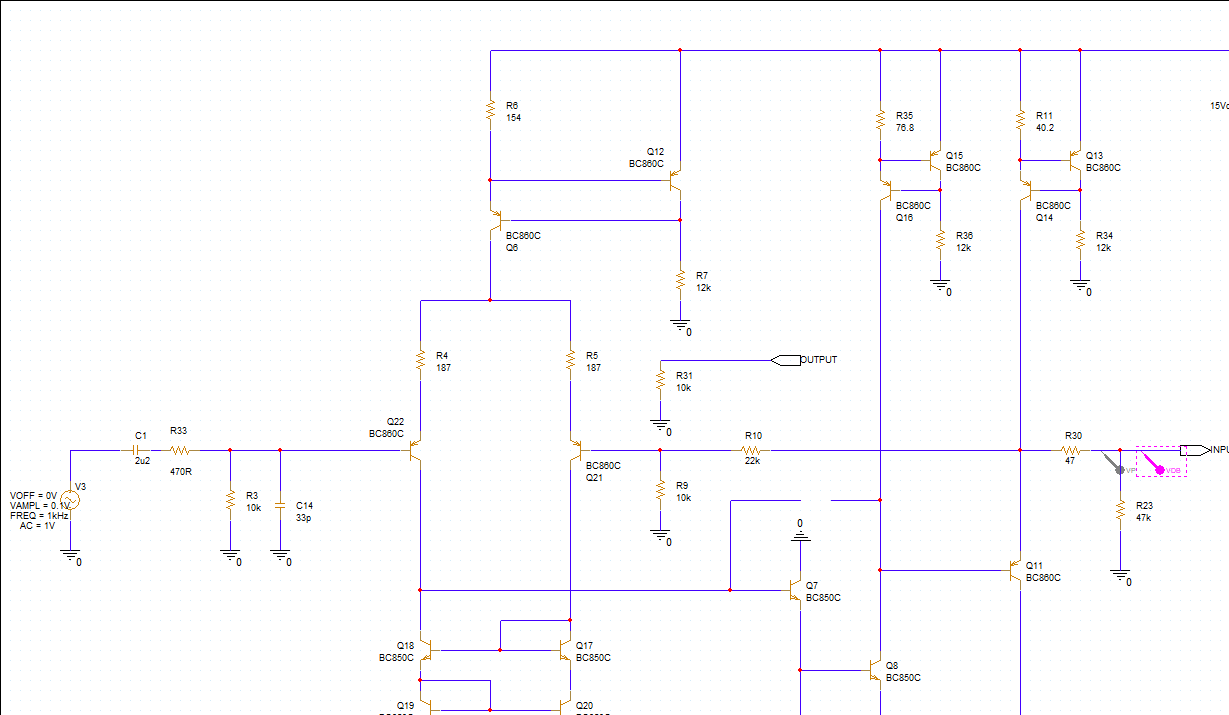 R6
154
Q12
BC860C
R35
76.8
R11
40.2
Q15
BC860C
Q13
BC860C
BC860C
Q6
BC860C
Q16
BC860C
Q14
R36
12k
R34
12k
R7
12k
0
0
0
R4
187
R5
187
OUTPUT
R31
10k
Q22
BC860C
0
C1
2u2
R33
470R
BC860C
Q21
R10
22k
R30
47
VDB
V3
VOFF = 0V
VAMPL = 0.1V
FREQ = 1kHz
AC = 1V
R3
10k
C14
33p
R9
10k
R23
47k
0
0
0
0
0
0
Q7
BC850C
Q11
BC860C
Q18
BC850C
Q17
BC850C
Q8
BC850C
Q19
Q20